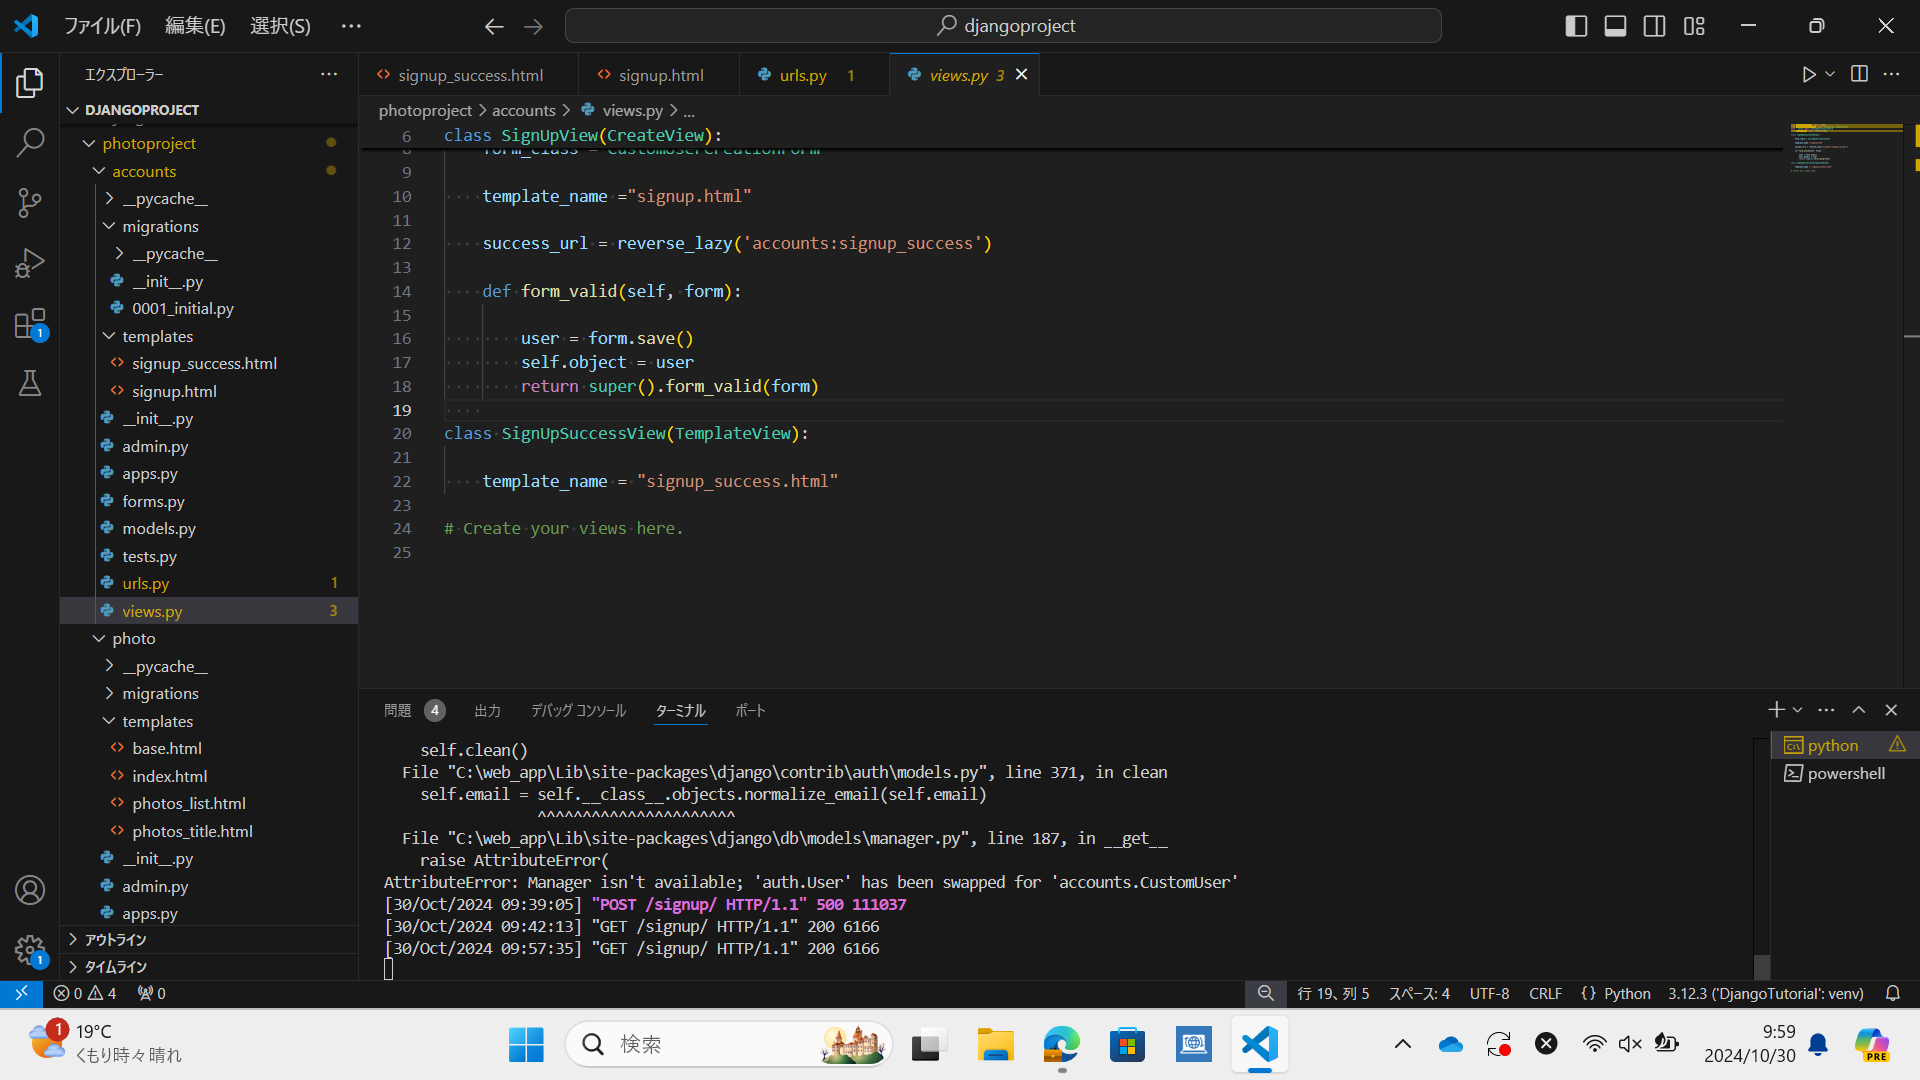 ファイル(F) 編集(E) 選択(S) ···
djangoproject
エクスプローラー
DJANGOPROJECT
photoproject
accounts
__pycache__
migrations
__pycache__
__init__.py
0001_initial.py
templates
signup_success.html
signup.html
__init__.py
admin.py
apps.py
forms.py
models.py
tests.py
urls.py 1
views.py 3
photo
__pycache__
migrations
templates
base.html
index.html
photos_list.html
photos_title.html
__init__.py
admin.py
apps.py
アウトライン
タイムライン
signup_success.html signup.html urls.py 1 views.py 3
photoproject > accounts > views.py > ...
6 class SignUpView(CreateView):
8 form_class = CustomUserCreationForm
9
10 template_name ="signup.html"
11
12 success_url = reverse_lazy('accounts:signup_success')
13
14 def form_valid(self, form):
15
16 user = form.save()
17 self.object = user
18 return super().form_valid(form)
19
20 class SignUpSuccessView(TemplateView):
21
22 template_name = "signup_success.html"
23
24 # Create your views here.
25
問題 4 出力 デバッグ コンソール ターミナル ポート
self.clean()
File "C:\web_app\Lib\site-packages\django\contrib\auth\models.py", line 371, in clean
self.email = self.__class__.objects.normalize_email(self.email)
^^^^^^^^^^^^^^^^^^^^^^
File "C:\web_app\Lib\site-packages\django\db\models\manager.py", line 187, in __get__
raise AttributeError(
AttributeError: Manager isn't available; 'auth.User' has been swapped for 'accounts.CustomUser'
[30/Oct/2024 09:39:05] "POST /signup/ HTTP/1.1" 500 111037
[30/Oct/2024 09:42:13] "GET /signup/ HTTP/1.1" 200 6166
[30/Oct/2024 09:57:35] "GET /signup/ HTTP/1.1" 200 6166
python
powershell
1
1
0 4 0
行 19、列 5 スペース: 4 UTF-8 CRLF {} Python 3.12.3 ('DjangoTutorial': venv)
1
19°C
くもり時々晴れ
検索
9:59
2024/10/30
PRE